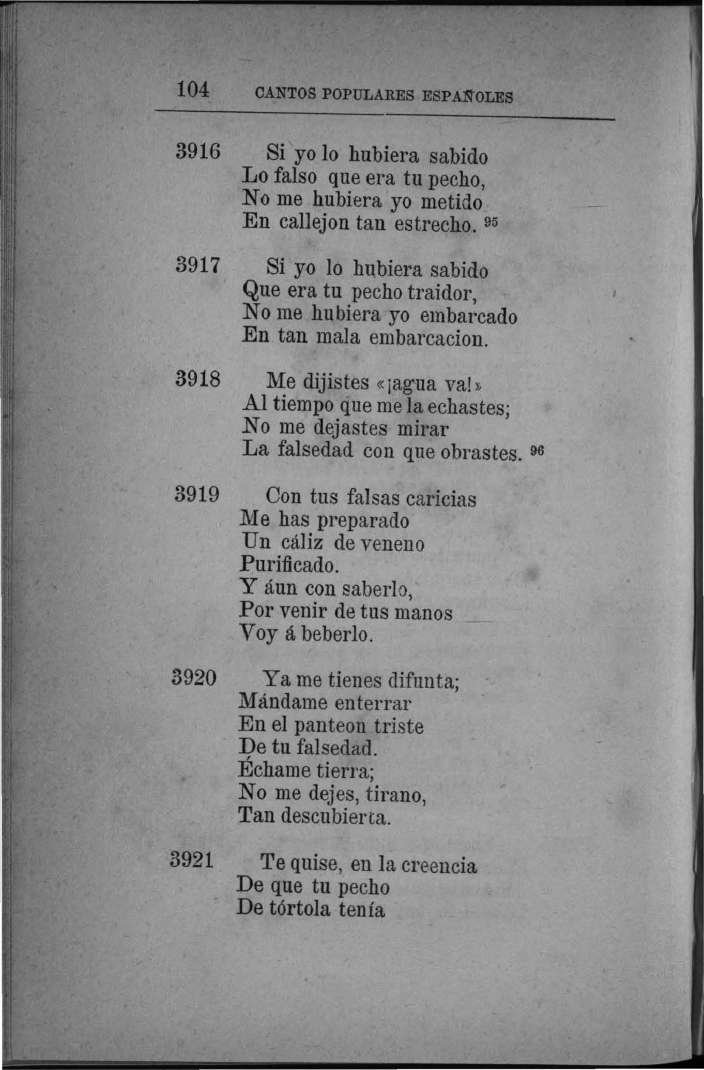 104 CANTOS POPULARES ESPAÑOLES
3916 Si yo lo hubiera sabido
Lo falso que era tu pecho,
No me hubiera yo metido
En callejon tan estrecho. 95
3917 Si yo lo hubiera sabido
Que era tu pecho traidor,
No me hubiera yo embarcado
En tan mala embarcacion.
3918 Me dijistes «¡agua va!»
Al tiempo que me la echastes;
No me dejastes mirar
La falsedad con que obrastes. 96
3919 Con tus falsas caricias
Me has preparado
Un cáliz de veneno
Purificado.
Y áun con saberlo,
Por venir de tus manos
Voy á beberlo.
3920 Ya me tienes difunta;
Mándame enterrar
En el panteon triste
De tu falsedad.
Échame tierra;
No me dejes, tirano,
Tan descubierta.
3921 Te quise, en la creencia
De que tu pecho
De tórtola tenía